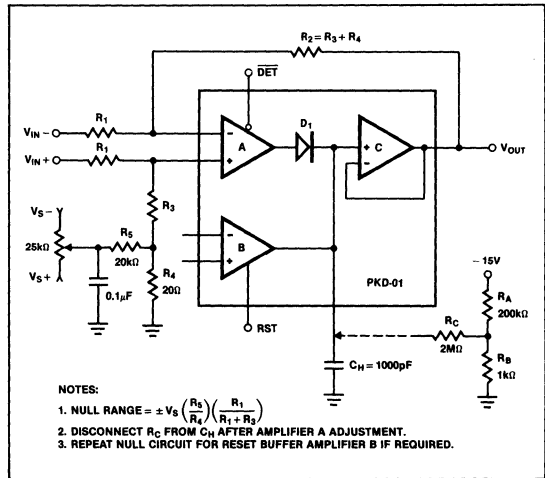 R2 = R3 + R4
DET
R1
VIN–
A
D1
C
VOUT
VIN+
R1
R3
VS–
R5
25kΩ
20kΩ
B
–15V
VS+
0.1μF
R4
20Ω
PKD-01
RA
200kΩ
RC
RST
2MΩ
RB
1kΩ
CH = 1000pF
NOTES:
1. NULL RANGE = ± VS (R5/R4) (R1/R1 + R3)
2. DISCONNECT RC FROM CH AFTER AMPLIFIER A ADJUSTMENT.
3. REPEAT NULL CIRCUIT FOR RESET BUFFER AMPLIFIER B IF REQUIRED.